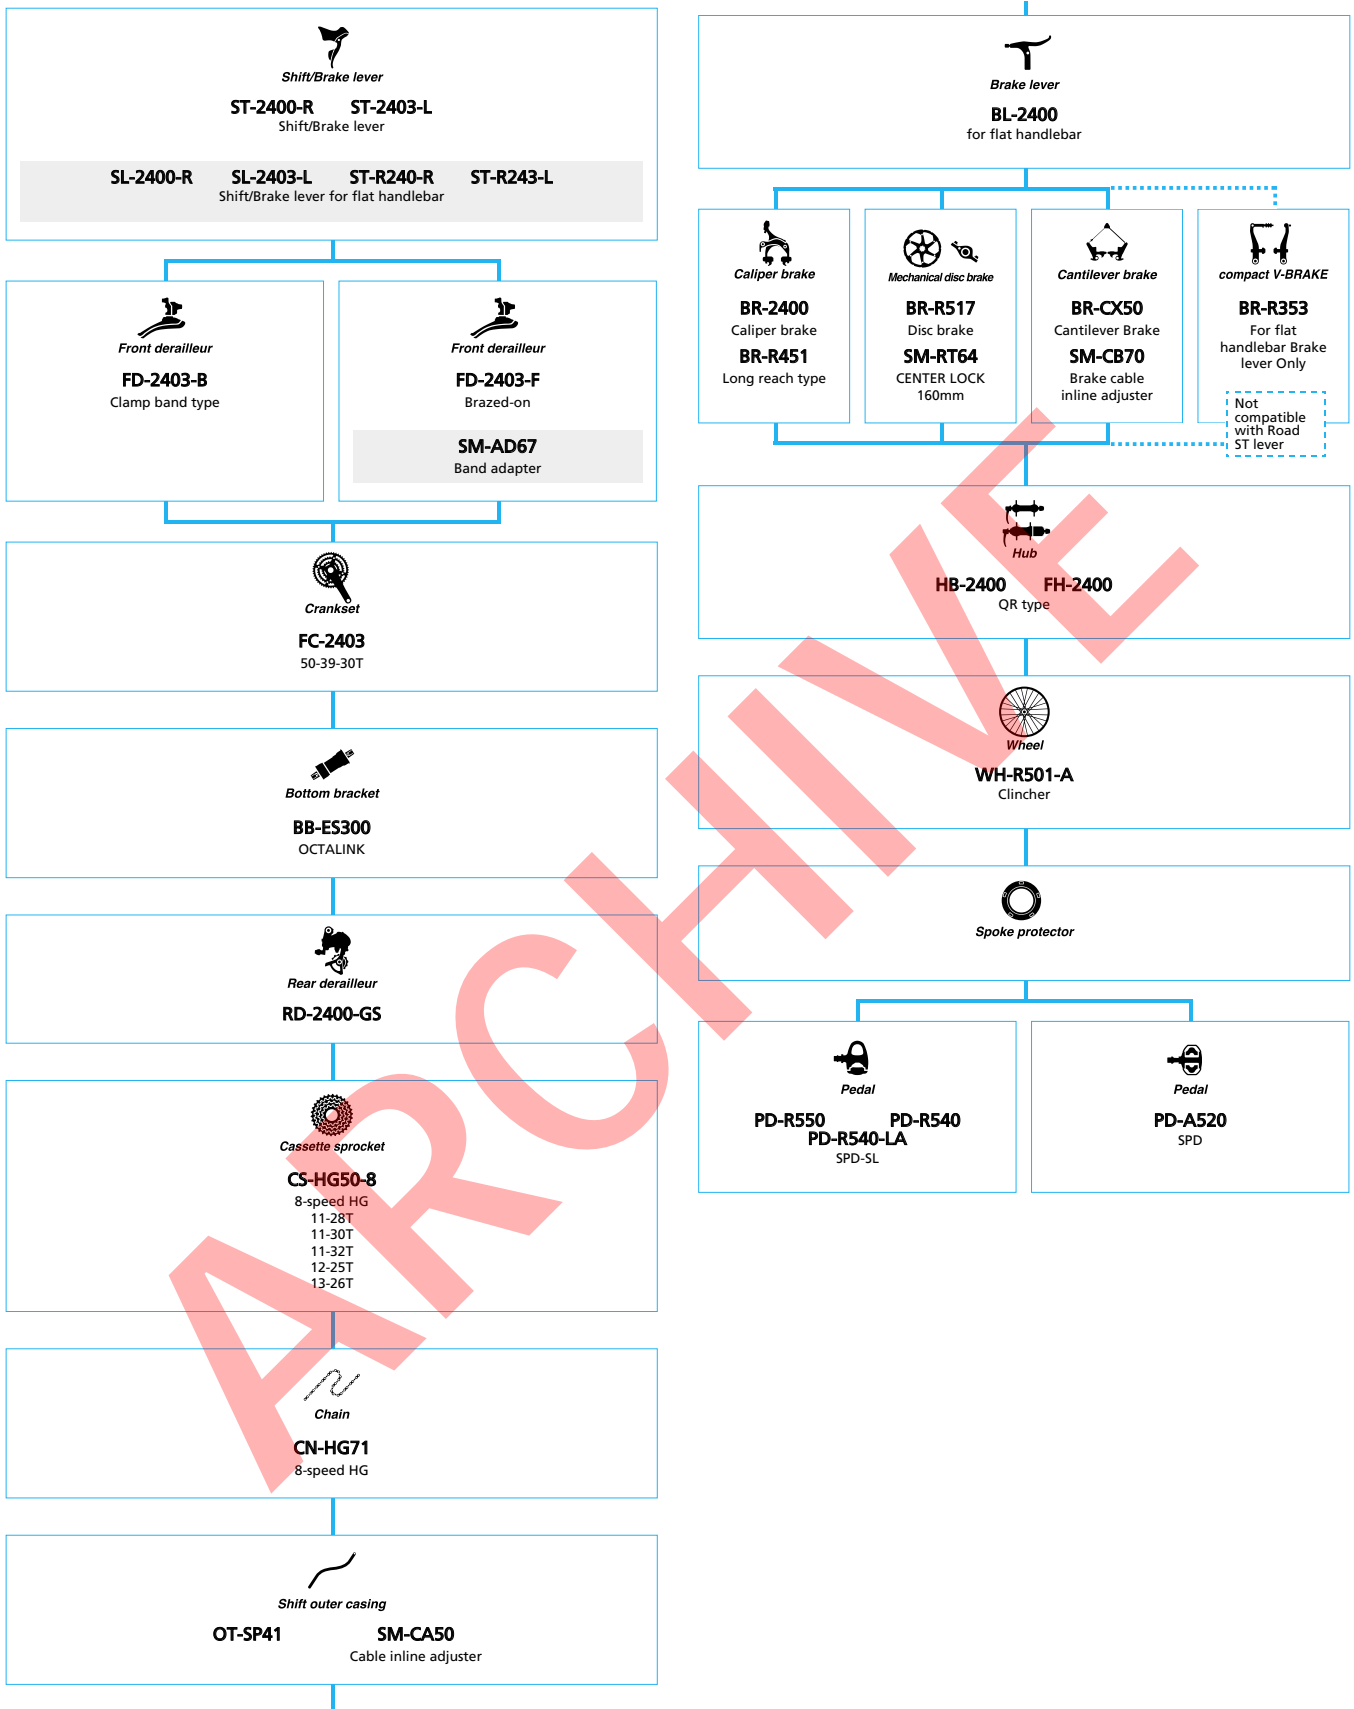 Shift/Brake lever
ST-2400-R ST-2403-L
Shift/Brake lever
SL-2400-R SL-2403-L ST-R240-R ST-R243-L
Shift/Brake lever for flat handlebar
Front derailleur
FD-2403-B
Clamp band type
Front derailleur
FD-2403-F
Brazed-on
SM-AD67
Band adapter
Crankset
FC-2403
50-39-30T
Bottom bracket
BB-ES300
OCTALINK
Rear derailleur
RD-2400-GS
Cassette sprocket
CS-HG50-8
8-speed HG
11-28T
11-30T
11-32T
12-25T
13-26T
Chain
CN-HG71
8-speed HG
Shift outer casing
OT-SP41 SM-CA50
Cable inline adjuster
Brake lever
BL-2400
for flat handlebar
Caliper brake
BR-2400
Caliper brake
BR-R451
Long reach type
Mechanical disc brake
BR-R517
Disc brake
SM-RT64
CENTER LOCK
160mm
Cantilever brake
BR-CX50
Cantilever Brake
SM-CB70
Brake cable
inline adjuster
compact V-BRAKE
BR-R353
For flat
handlebar Brake
lever Only
Not
compatible
with Road
ST lever
Hub
HB-2400 FH-2400
QR type
Wheel
WH-R501-A
Clincher
Spoke protector
Pedal
PD-R550 PD-R540
PD-R540-LA
SPD-SL
Pedal
PD-A520
SPD
ARCHIVE